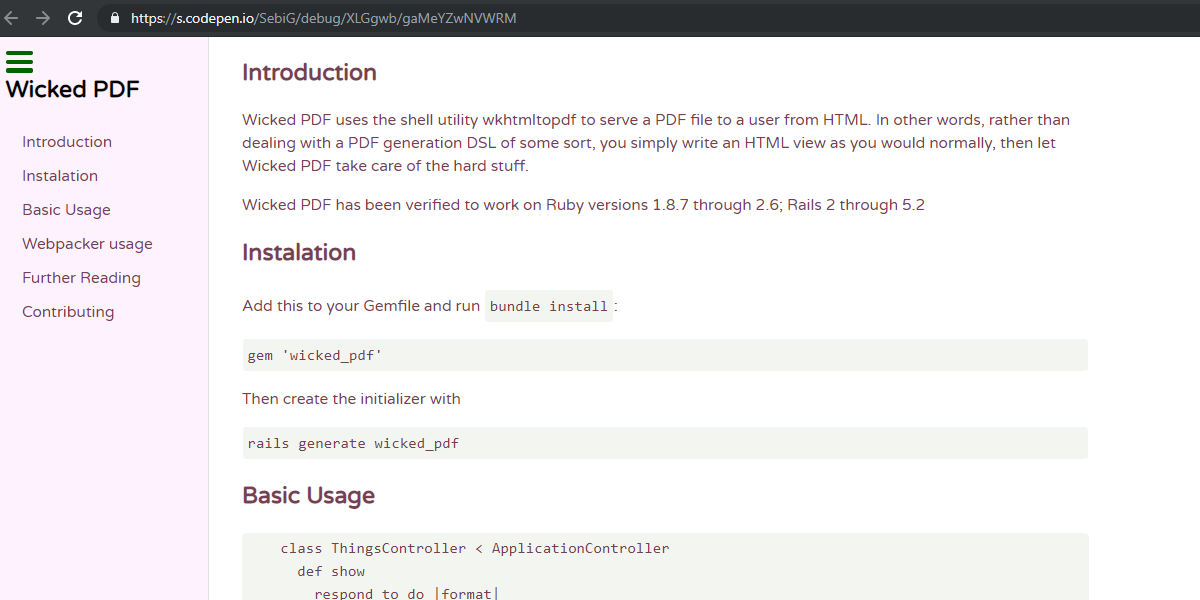 https://s.codepen.io/SebiG/debug/XLGgwb/gaMeYZwNVWRM
Wicked PDF
Introduction
Instalation
Basic Usage
Webpacker usage
Further Reading
Contributing
Introduction
Wicked PDF uses the shell utility wkhtmltopdf to serve a PDF file to a user from HTML. In other words, rather than
dealing with a PDF generation DSL of some sort, you simply write an HTML view as you would normally, then let
Wicked PDF take care of the hard stuff.
Wicked PDF has been verified to work on Ruby versions 1.8.7 through 2.6; Rails 2 through 5.2
Instalation
Add this to your Gemfile and run bundle install :
gem 'wicked_pdf'
Then create the initializer with
rails generate wicked_pdf
Basic Usage
class ThingsController < ApplicationController
def show
respond_to do |format|